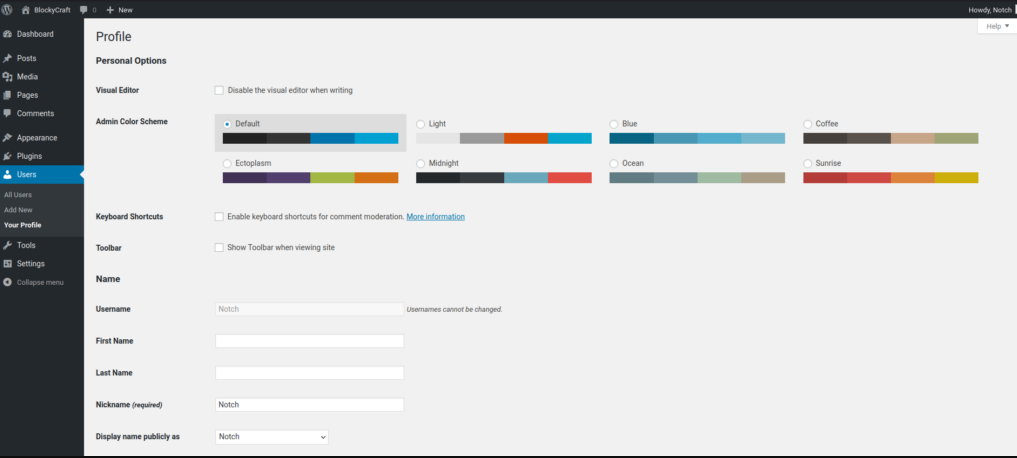 BlockyCraft 0 + New Howdy, Notch
Help ▼
Dashboard
Posts
Media
Pages
Comments
Appearance
Plugins
Users
All Users
Add New
Your Profile
Tools
Settings
Collapse menu
Profile
Personal Options
Visual Editor Disable the visual editor when writing
Admin Color Scheme Default Light Blue Coffee
Ectoplasm Midnight Ocean Sunrise
Keyboard Shortcuts Enable keyboard shortcuts for comment moderation. More information
Toolbar Show Toolbar when viewing site
Name
Username Notch Usernames cannot be changed.
First Name
Last Name
Nickname (required) Notch
Display name publicly as Notch